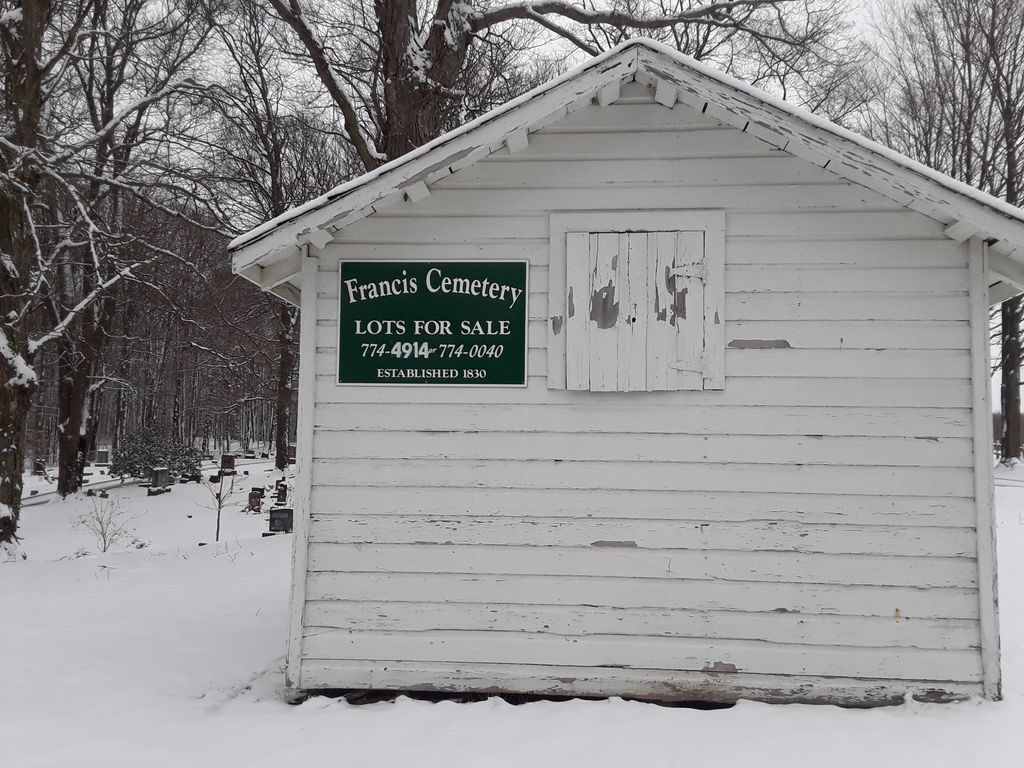 Francis Cemetery
LOTS FOR SALE
774-4914 or 774-0040
ESTABLISHED 1830